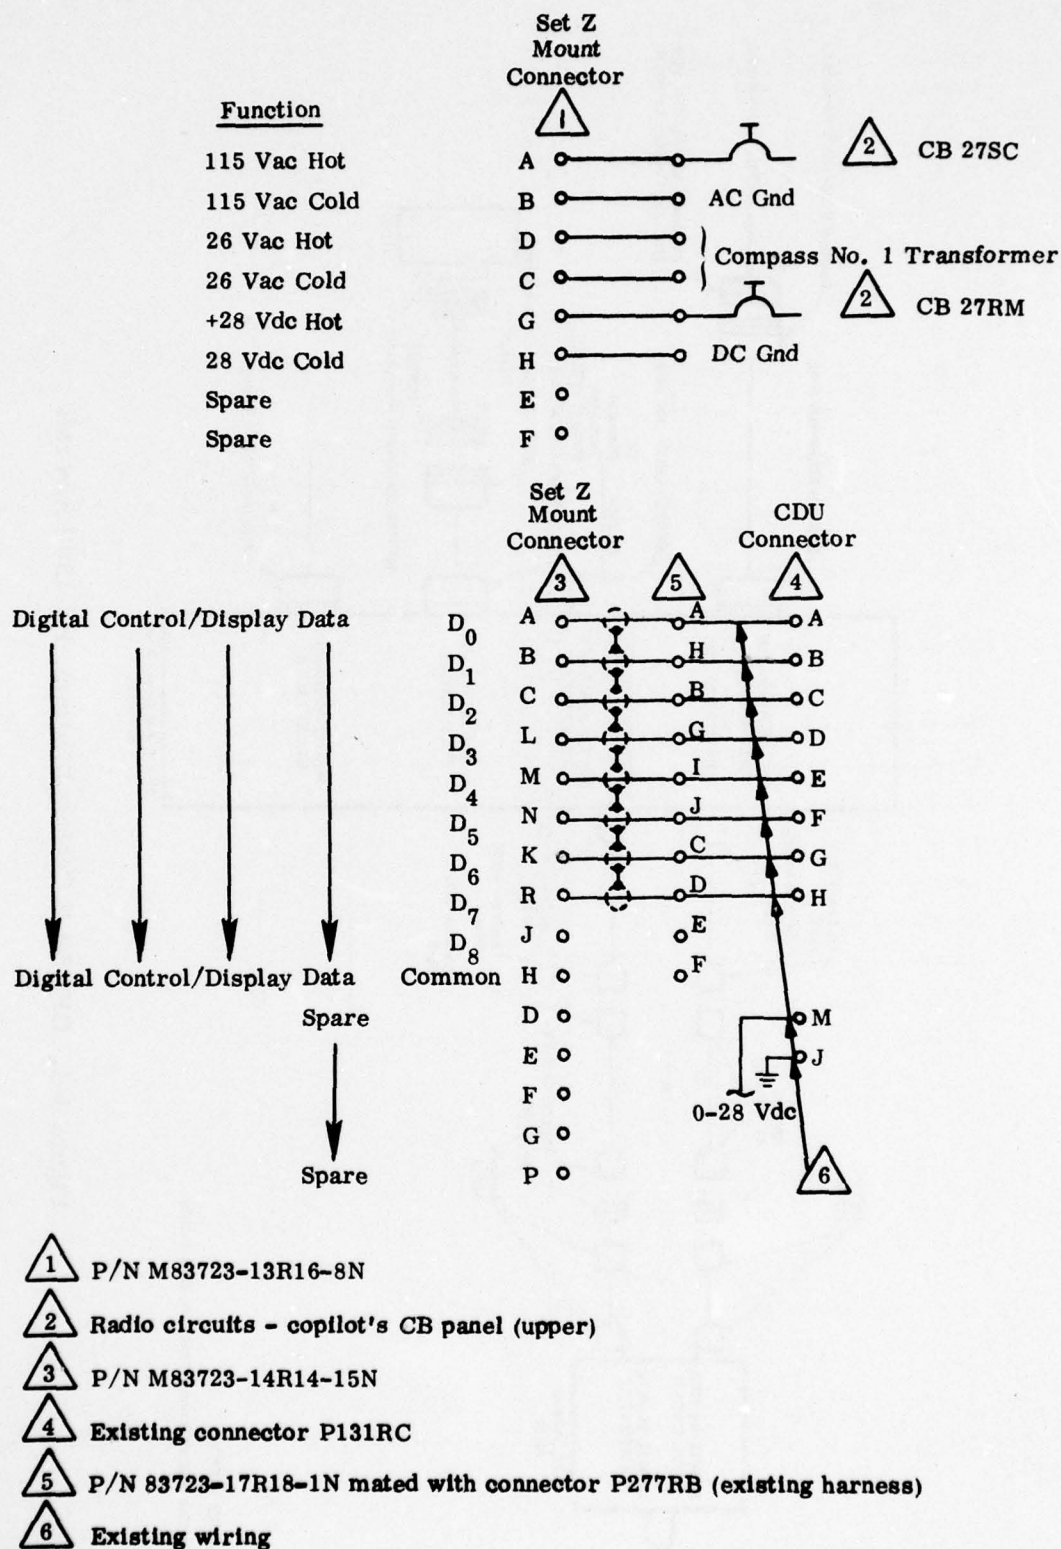 Set Z
Mount
Connector
Function
1
115 Vac Hot A 2 CB 27SC
115 Vac Cold B AC Gnd
26 Vac Hot D
Compass No. 1 Transformer
26 Vac Cold C
+28 Vdc Hot G 2 CB 27RM
28 Vdc Cold H DC Gnd
Spare E
Spare F
Set Z
Mount
Connector
CDU
Connector
3 5 4
Digital Control/Display Data D0 A A A
D1 B H B
D2 C B C
D3 L G D
D4 M I E
D5 N J F
D6 K C G
D7 R D H
D8 J E
Digital Control/Display Data Common H F
Spare D M
E J
F 0-28 Vdc
G
Spare P 6
1 P/N M83723-13R16-8N
2 Radio circuits - copilot's CB panel (upper)
3 P/N M83723-14R14-15N
4 Existing connector P131RC
5 P/N 83723-17R18-1N mated with connector P277RB (existing harness)
6 Existing wiring